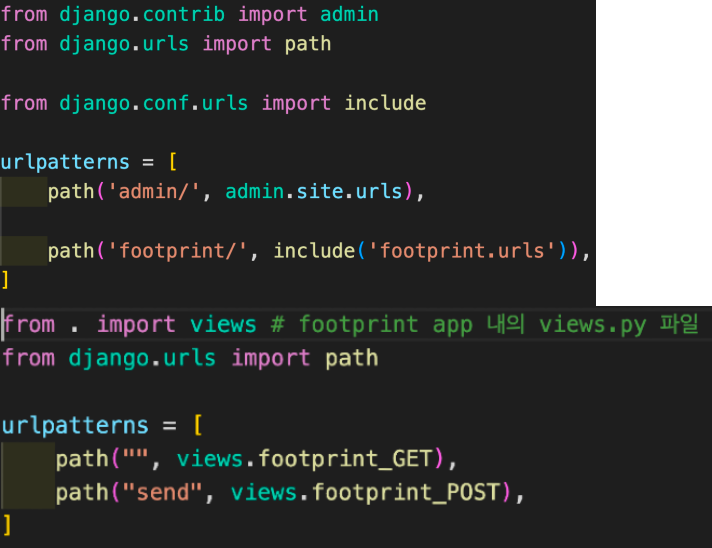 from django.contrib import admin
from django.urls import path
from django.conf.urls import include
urlpatterns = [
path('admin/', admin.site.urls),
path('footprint/', include('footprint.urls')),
]
from . import views # footprint app 내의 views.py 파일
from django.urls import path
urlpatterns = [
path("", views.footprint_GET),
path("send", views.footprint_POST),
]